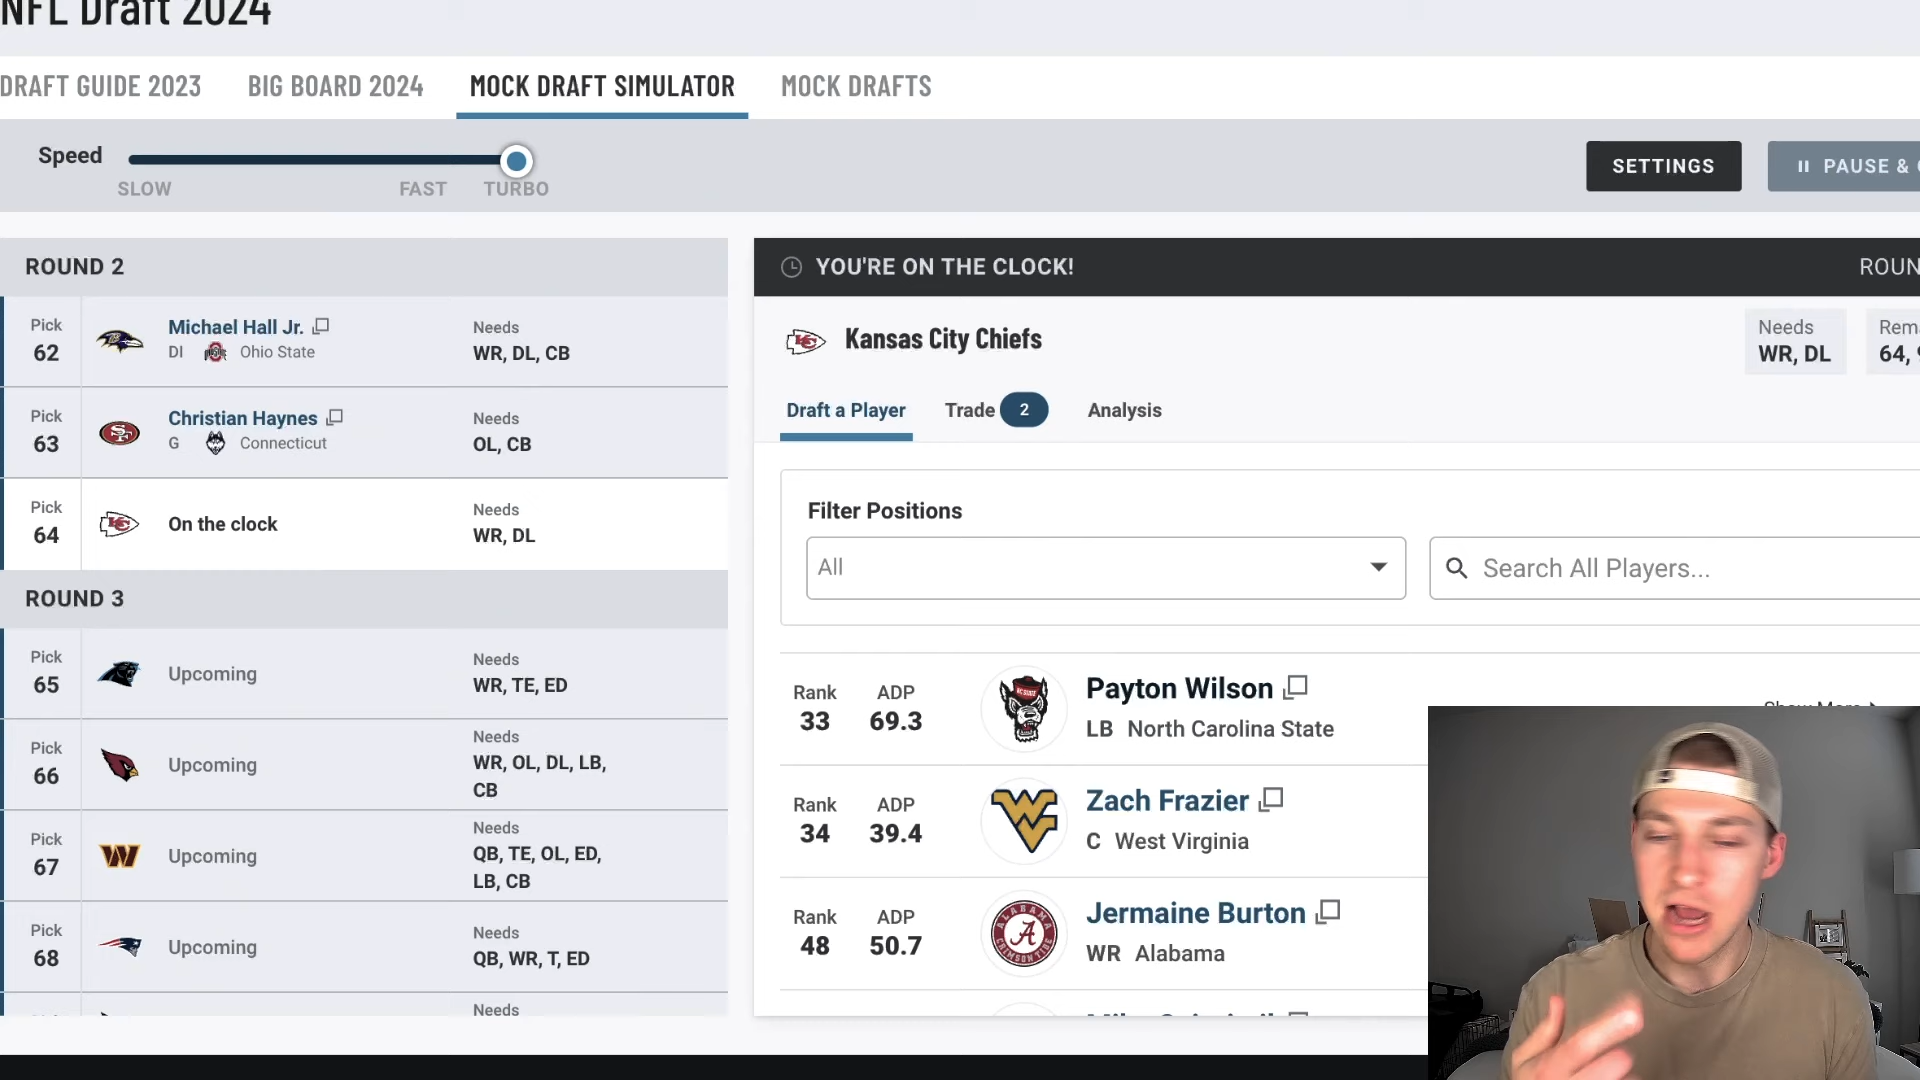 NFL Draft 2024
DRAFT GUIDE 2023 BIG BOARD 2024 MOCK DRAFT SIMULATOR MOCK DRAFTS
Speed
SLOW FAST TURBO
SETTINGS
PAUSE &
ROUND 2
Pick 62
Michael Hall Jr.
DI Ohio State
Needs
WR, DL, CB
Pick 63
Christian Haynes
G Connecticut
Needs
OL, CB
Pick 64
On the clock
Needs
WR, DL
ROUND 3
Pick 65
Upcoming
Needs
WR, TE, ED
Pick 66
Upcoming
Needs
WR, OL, DL, LB,
CB
Pick 67
Upcoming
Needs
QB, TE, OL, ED,
LB, CB
Pick 68
Upcoming
Needs
QB, WR, T, ED
Needs
YOU'RE ON THE CLOCK!
ROUN
Kansas City Chiefs
Needs
WR, DL
Rema
64,
Draft a Player Trade 2 Analysis
Filter Positions
All
Search All Players...
Rank 33
ADP 69.3
Payton Wilson
LB North Carolina State
Show More
Rank 34
ADP 39.4
Zach Frazier
C West Virginia
Rank 48
ADP 50.7
Jermaine Burton
WR Alabama